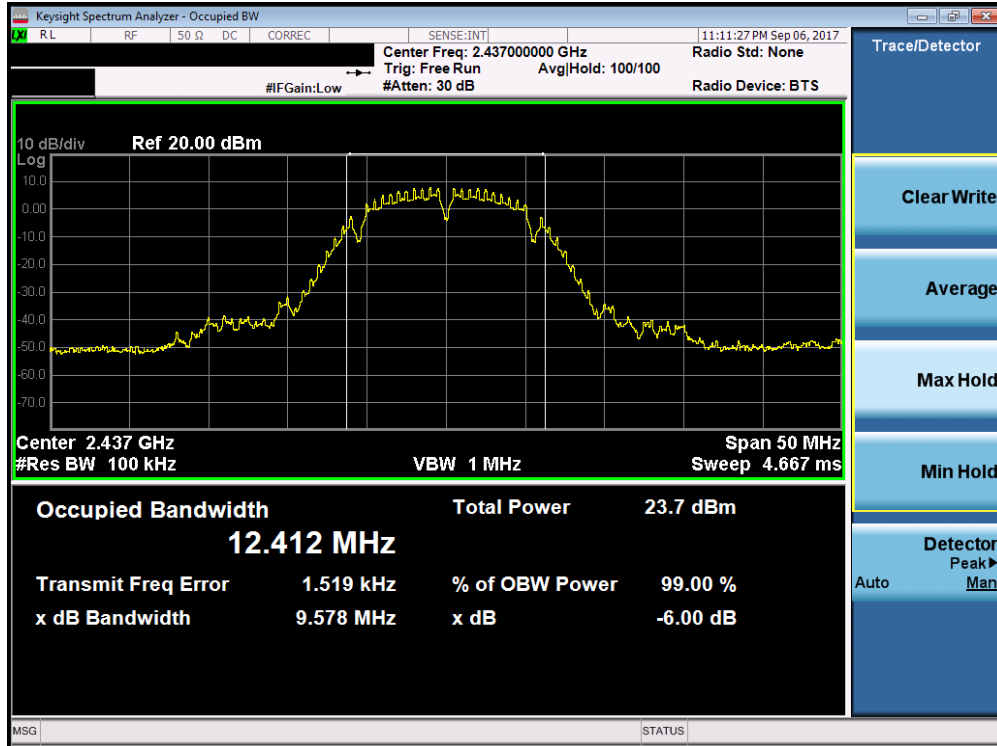 Keysight Spectrum Analyzer - Occupied BW
LXI RL RF 50 Ω DC CORREC SENSE:INT 11:11:27 PM Sep 06, 2017
Center Freq: 2.437000000 GHz Radio Std: None
Trig: Free Run Avg|Hold: 100/100
#IFGain:Low #Atten: 30 dB Radio Device: BTS
10 dB/div Ref 20.00 dBm
Log
10.0
0.00
-10.0
-20.0
-30.0
-40.0
-50.0
-60.0
-70.0
Center 2.437 GHz Span 50 MHz
#Res BW 100 kHz VBW 1 MHz Sweep 4.667 ms
Occupied Bandwidth Total Power 23.7 dBm
12.412 MHz
Transmit Freq Error 1.519 kHz % of OBW Power 99.00 %
x dB Bandwidth 9.578 MHz x dB -6.00 dB
MSG STATUS
Trace/Detector
Clear Write
Average
Max Hold
Min Hold
Detector
Peak▶
Auto Man